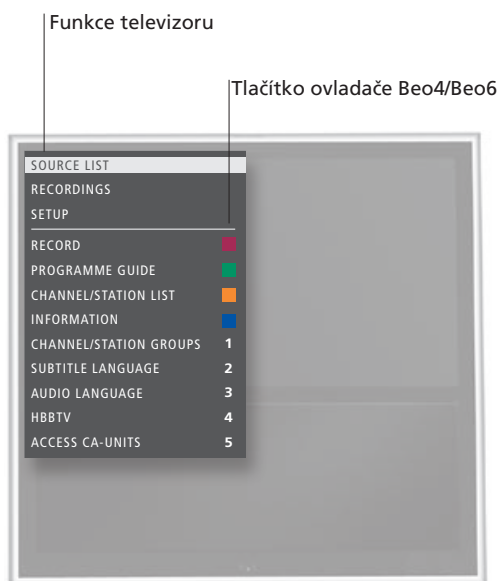 Funkce televizoru
Tlačítko ovladače Beo4/Beo6
SOURCE LIST
RECORDINGS
SETUP
RECORD
PROGRAMME GUIDE
CHANNEL/STATION LIST
INFORMATION
CHANNEL/STATION GROUPS 1
SUBTITLE LANGUAGE 2
AUDIO LANGUAGE 3
HBBTV 4
ACCESS CA-UNITS 5